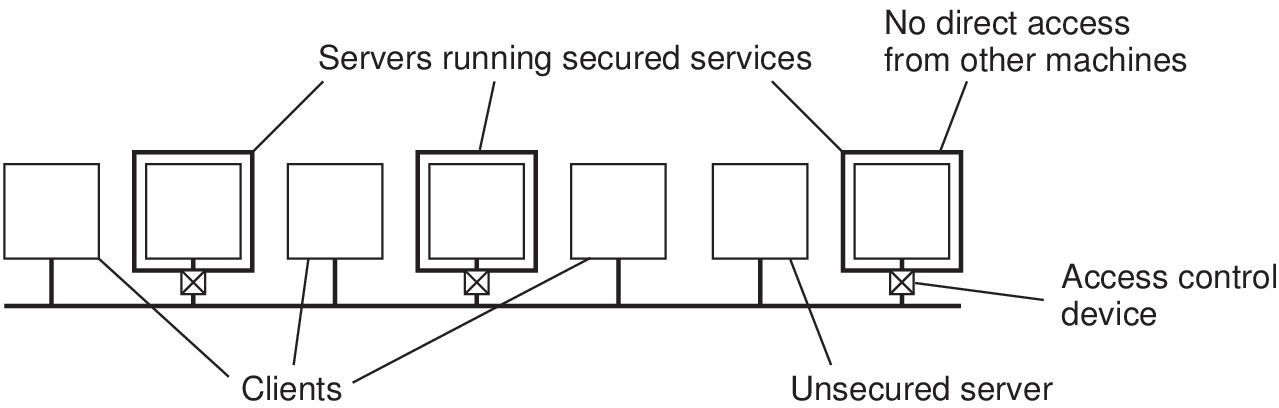 No direct access
from other machines
Servers running secured services
Access control
device
Clients
Unsecured server